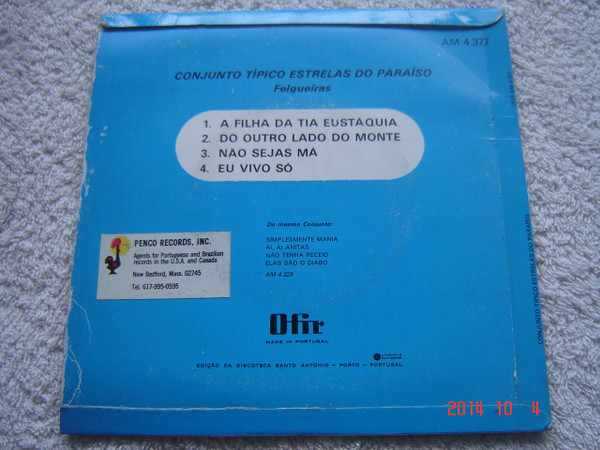 AM 4.377
CONJUNTO TÍPICO ESTRELAS DO PARAÍSO
Felgueiras
1. A FILHA DA TIA EUSTAQUIA
2. DO OUTRO LADO DO MONTE
3. NÃO SEJAS MÁ
4. EU VIVO SÓ
Do mesmo Conjunto:
SIMPLESMENTE MANIA
AI, AI ANITAS
NÃO TENHA RECEIO
ELAS SÃO O DIABO
AM 4.329
PENCO RECORDS, INC.
Agents for Portuguese and Brazilian
records in the U.S.A. and Canada
New Bedford, Mass. 02745
Tel. 617-995-0595
Ofir
MADE IN PORTUGAL
EDIÇÃO DA DISCOTECA SANTO ANTÓNIO — PORTO — PORTUGAL
CONJUNTO TÍPICO ESTRELAS DO PARAÍSO
2014 10 4